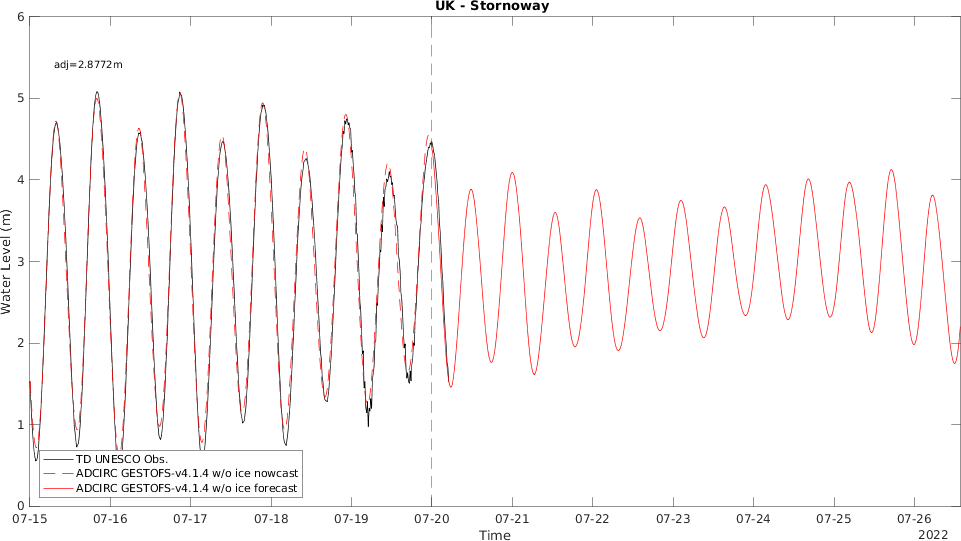 UK - Stornoway
6
adj=2.8772m
5
4
3
2
1
0
Water Level (m)
TD UNESCO Obs.
ADCIRC GESTOFS-v4.1.4 w/o ice nowcast
ADCIRC GESTOFS-v4.1.4 w/o ice forecast
07-15 07-16 07-17 07-18 07-19 07-20 07-21 07-22 07-23 07-24 07-25 07-26
Time
2022